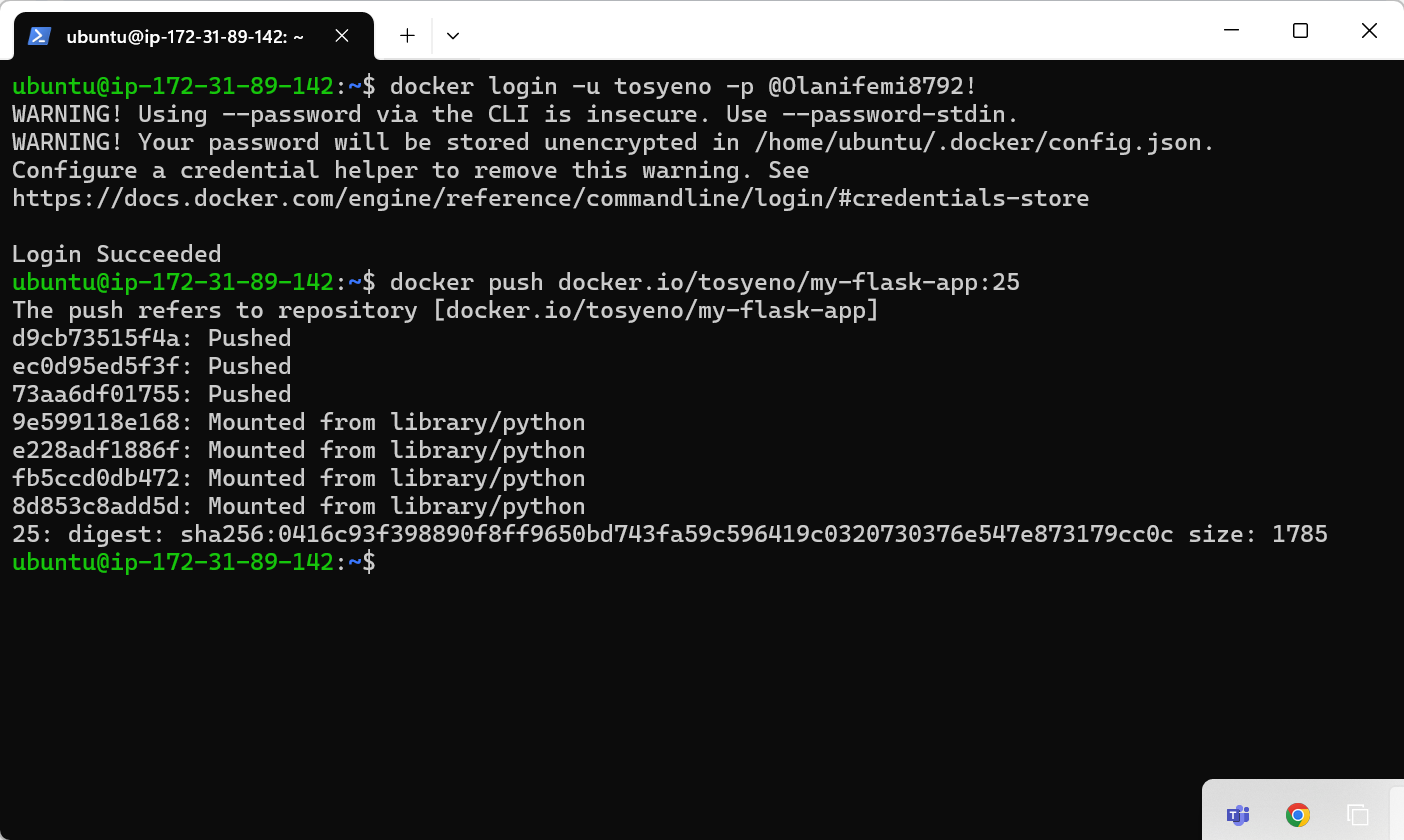 ubuntu@ip-172-31-89-142: ~
ubuntu@ip-172-31-89-142:~$ docker login -u tosyeno -p @Olanifemi8792!
WARNING! Using --password via the CLI is insecure. Use --password-stdin.
WARNING! Your password will be stored unencrypted in /home/ubuntu/.docker/config.json.
Configure a credential helper to remove this warning. See
https://docs.docker.com/engine/reference/commandline/login/#credentials-store
Login Succeeded
ubuntu@ip-172-31-89-142:~$ docker push docker.io/tosyeno/my-flask-app:25
The push refers to repository [docker.io/tosyeno/my-flask-app]
d9cb73515f4a: Pushed
ec0d95ed5f3f: Pushed
73aa6df01755: Pushed
9e599118e168: Mounted from library/python
e228adf1886f: Mounted from library/python
fb5ccd0db472: Mounted from library/python
8d853c8add5d: Mounted from library/python
25: digest: sha256:0416c93f398890f8ff9650bd743fa59c596419c0320730376e547e873179cc0c size: 1785
ubuntu@ip-172-31-89-142:~$